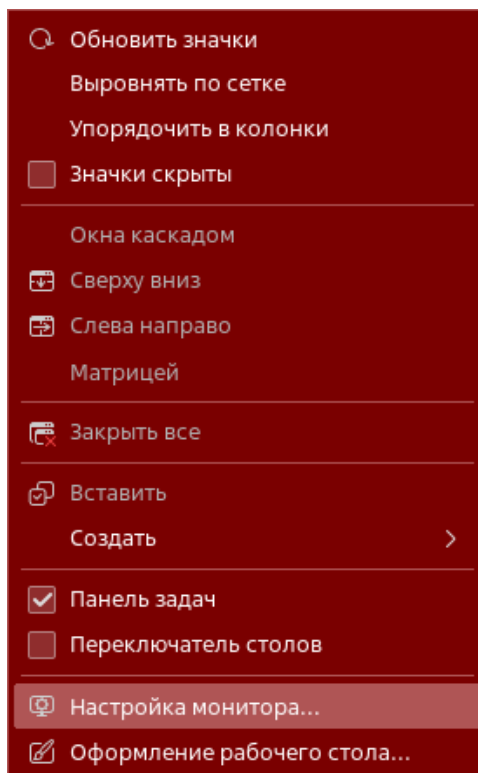 Обновить значки
Выровнять по сетке
Упорядочить в колонки
Значки скрыты
Окна каскадом
Сверху вниз
Слева направо
Матрицей
Закрыть все
Вставить
Создать
Панель задач
Переключатель столов
Настройка монитора...
Оформление рабочего стола...